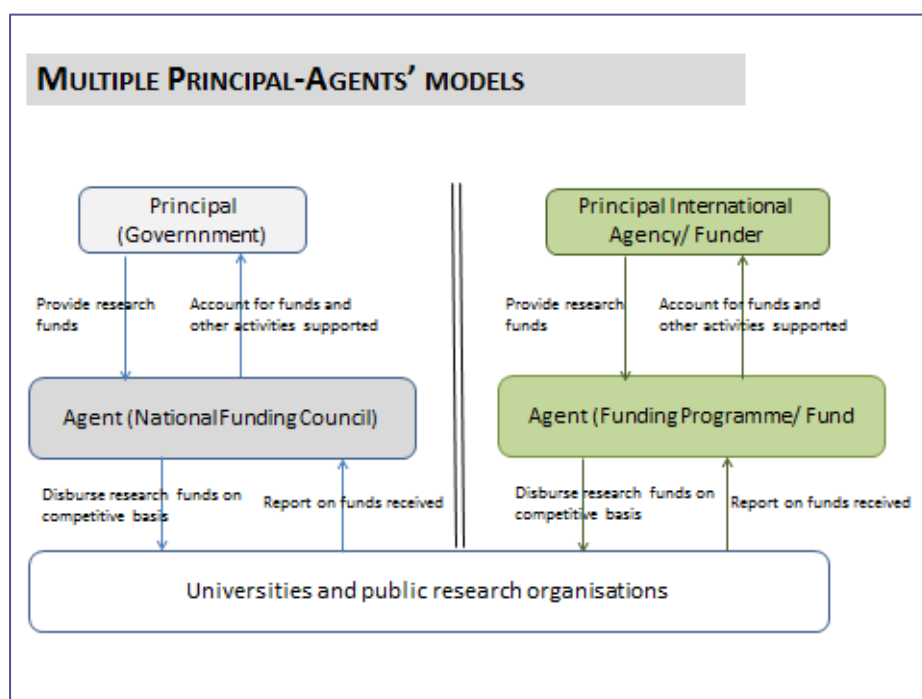 MULTIPLE PRINCIPAL-AGENTS' MODELS
Principal
(Governnment)
Principal International
Agency/ Funder
Provide research
funds
Account for funds and
other activities supported
Provide research
funds
Account for funds and
other activities supported
Agent (National Funding Council)
Agent (Funding Programme/ Fund
Disburse research funds on
competitive basis
Report on funds received
Disburse research funds on
competitive basis
Report on funds received
Universities and public research organisations